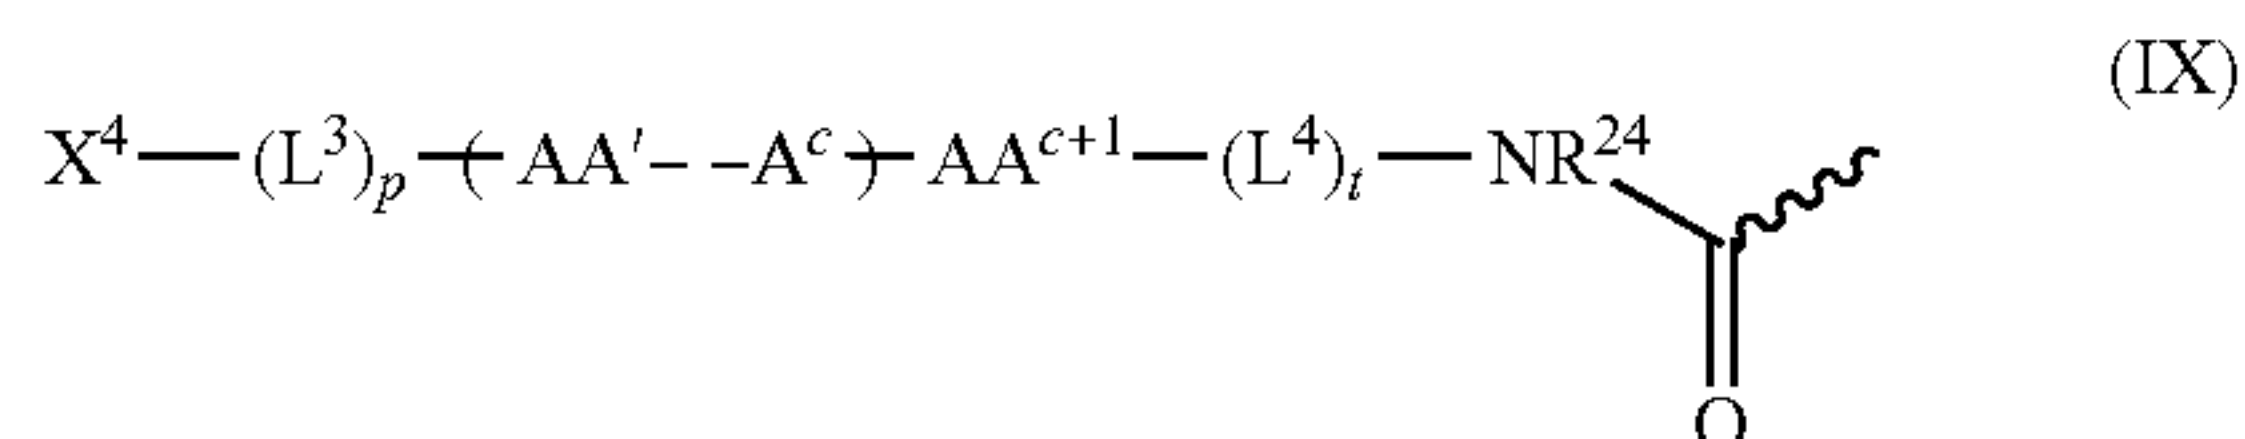 (IX)
X⁴—(L³)ₚ—(AA′- -Aᶜ)—AAᶜ⁺¹—(L⁴)ₜ—NR²⁴
O